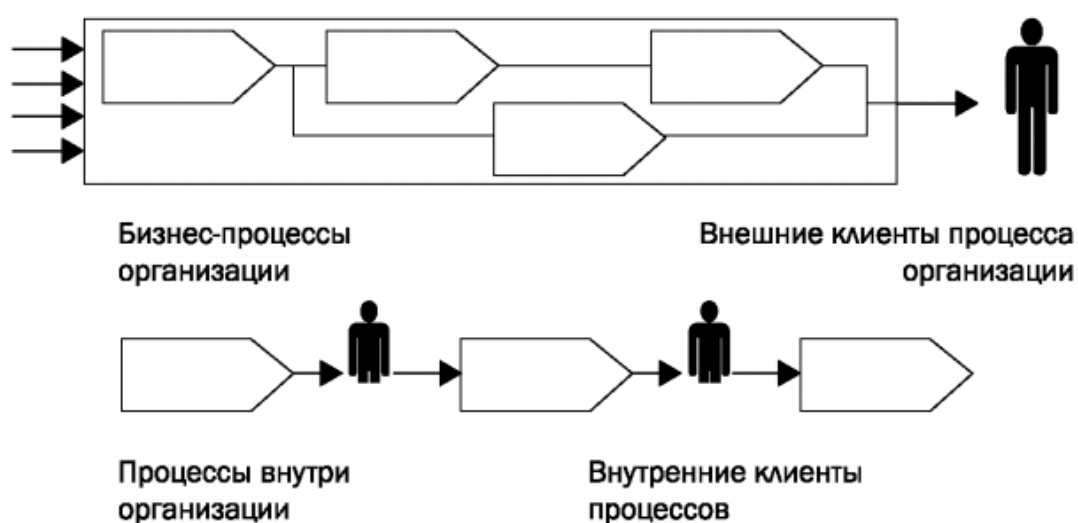 Бизнес-процессы
организации
Внешние клиенты процесса
организации
Процессы внутри
организации
Внутренние клиенты
процессов